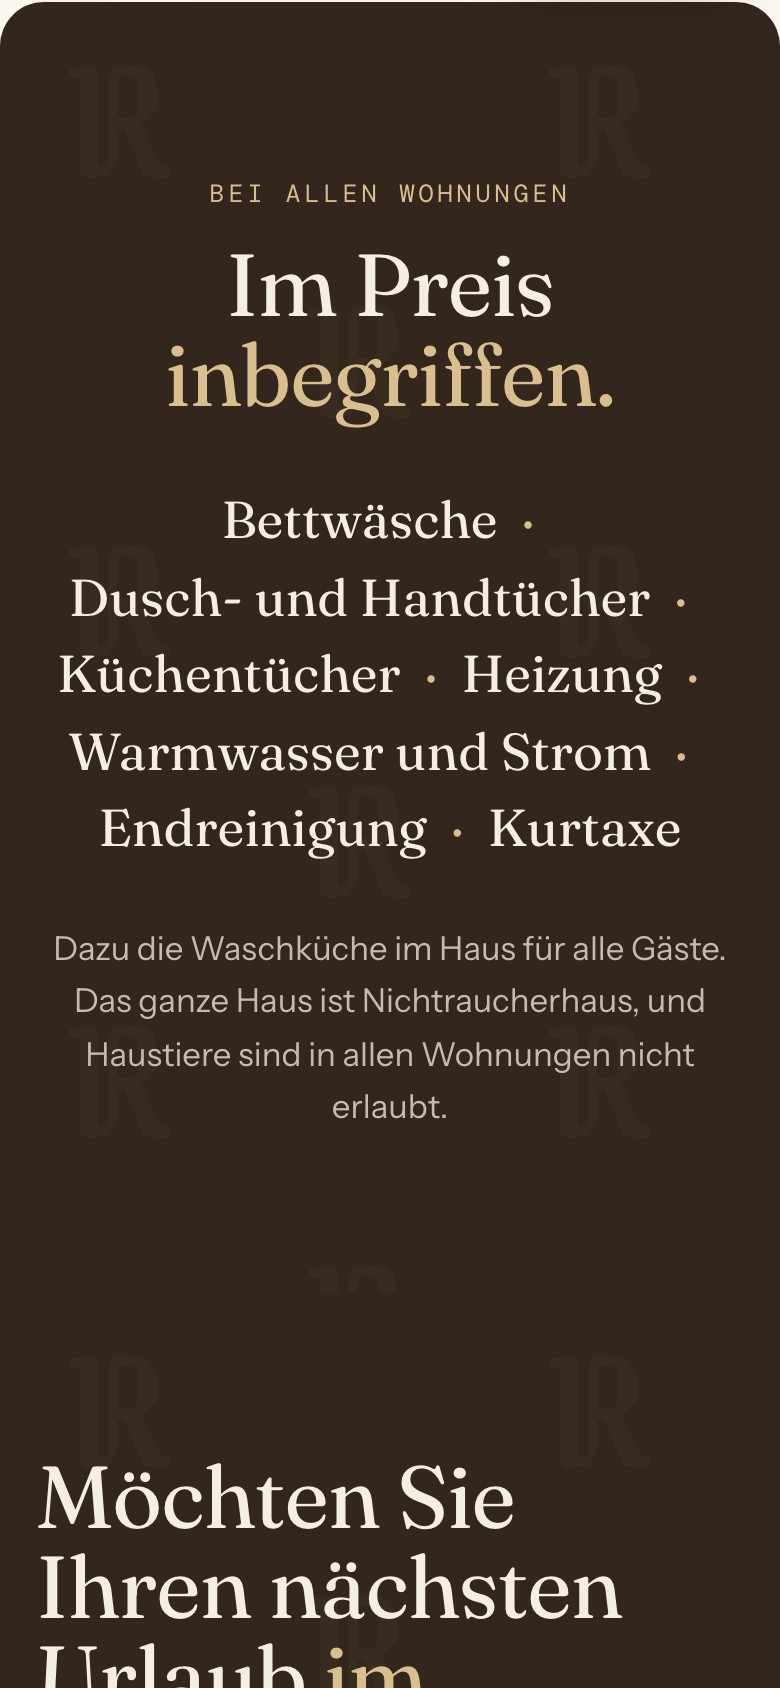 BEI ALLEN WOHNUNGEN
Im Preis
inbegriffen.
Bettwäsche ·
Dusch- und Handtücher ·
Küchentücher · Heizung ·
Warmwasser und Strom ·
Endreinigung · Kurtaxe
Dazu die Waschküche im Haus für alle Gäste.
Das ganze Haus ist Nichtraucherhaus, und
Haustiere sind in allen Wohnungen nicht
erlaubt.
Möchten Sie
Ihren nächsten
Urlaub im